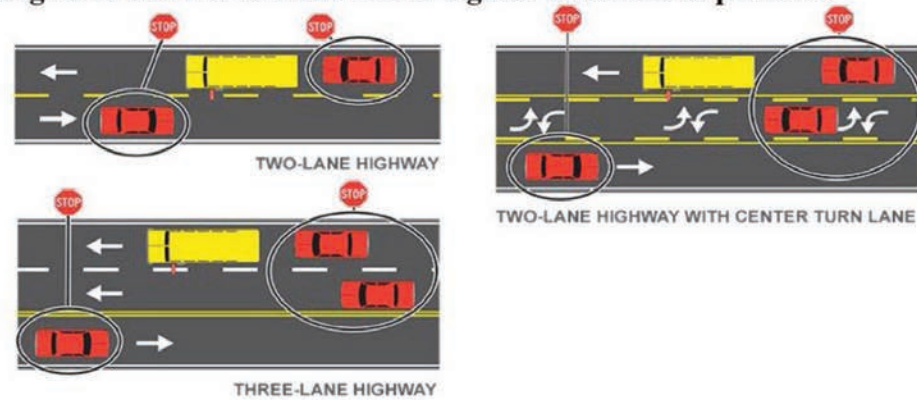 STOP
STOP
TWO-LANE HIGHWAY
STOP
STOP
TWO-LANE HIGHWAY WITH CENTER TURN LANE
STOP
STOP
THREE-LANE HIGHWAY